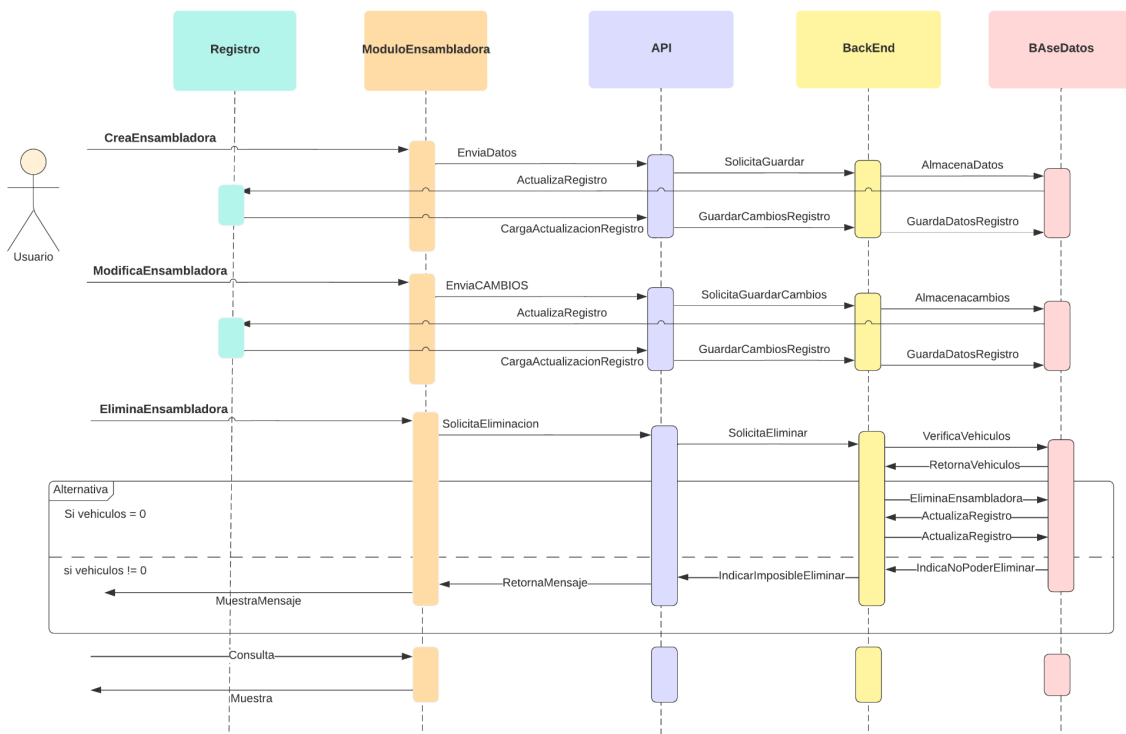 Registro
ModuloEnsambladora
API
BackEnd
BAseDatos
CreaEnsambladora
EnviaDatos
SolicitaGuardar
AlmacenaDatos
ActualizaRegistro
CargaActualizacionRegistro
GuardarCambiosRegistro
GuardaDatosRegistro
Usuario
ModificaEnsambladora
EnviaCAMBIOS
SolicitaGuardarCambios
Almacenacambios
ActualizaRegistro
CargaActualizacionRegistro
GuardarCambiosRegistro
GuardaDatosRegistro
EliminaEnsambladora
SolicitaEliminacion
SolicitaEliminar
VerificaVehiculos
RetornaVehiculos
Alternativa
EliminaEnsambladora
Si vehiculos = 0
ActualizaRegistro
ActualizaRegistro
si vehiculos != 0
IndicaNoPoderEliminar
IndicarImposibleEliminar
RetornaMensaje
MuestraMensaje
Consulta
Muestra